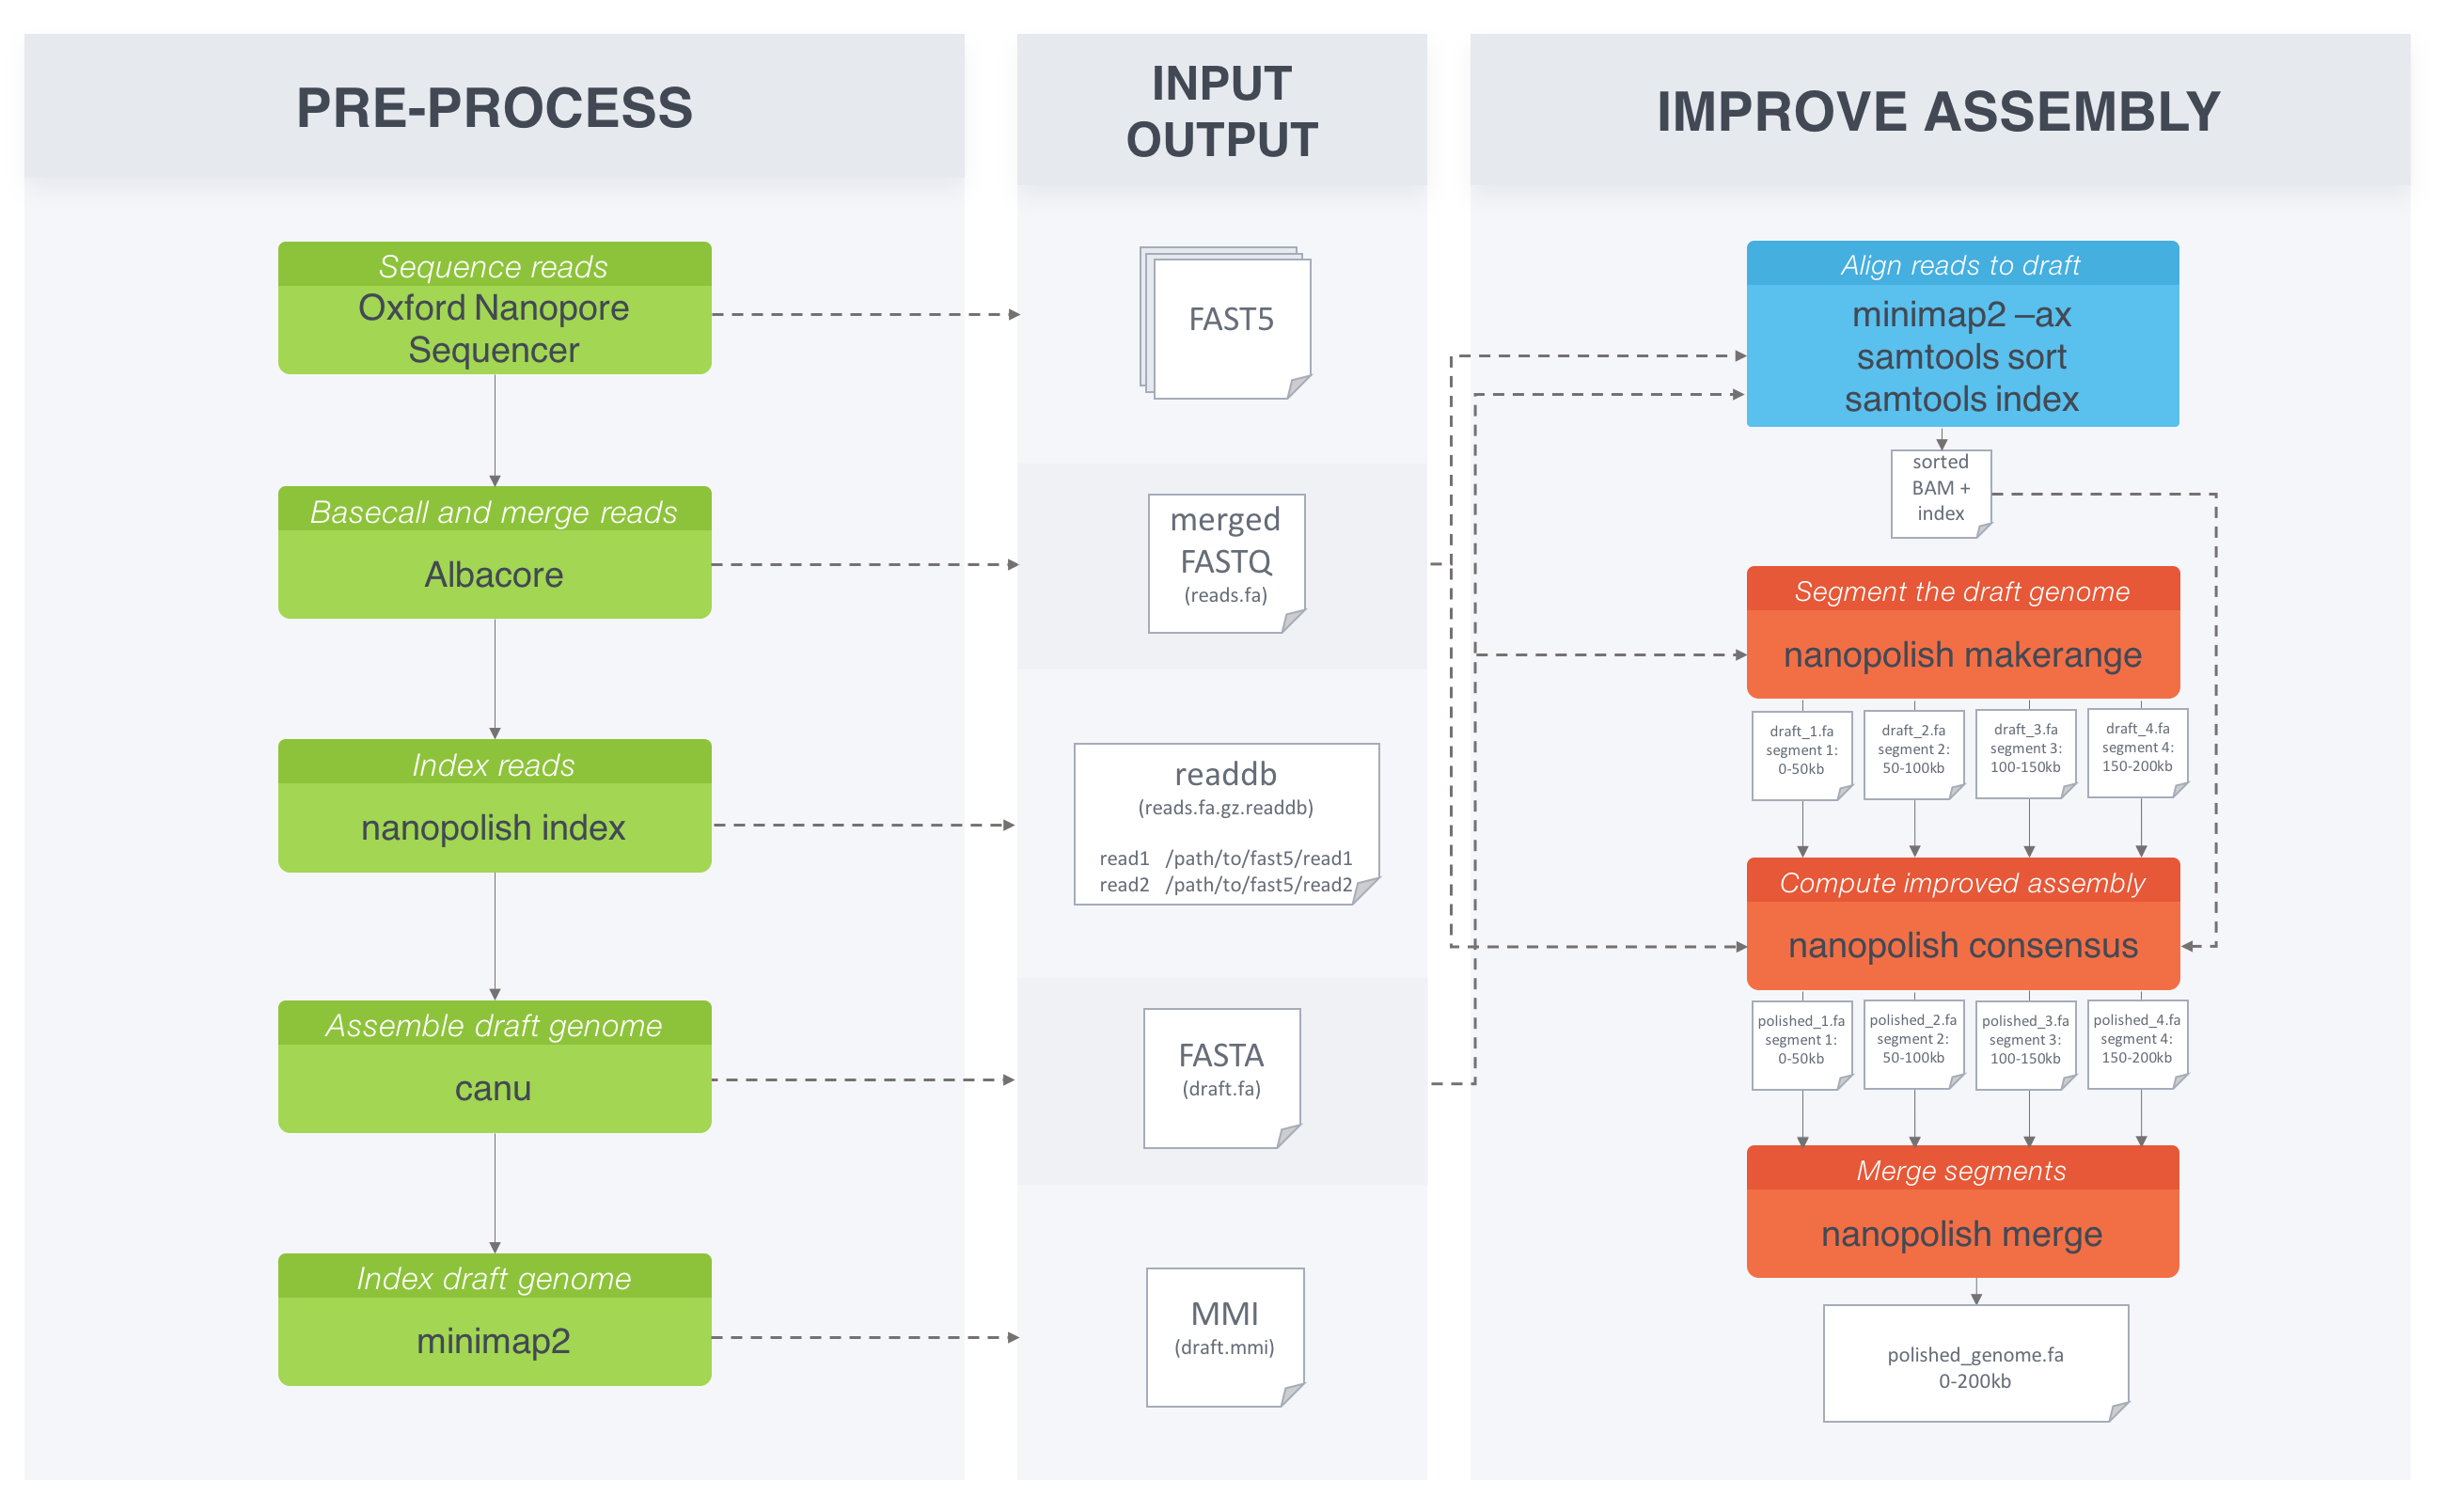 PRE-PROCESS
Sequence reads
Oxford Nanopore
Sequencer
Basecall and merge reads
Albacore
Index reads
nanopolish index
Assemble draft genome
canu
Index draft genome
minimap2
INPUT
OUTPUT
FAST5
merged
FASTQ
(reads.fa)
readdb
(reads.fa.gz.readdb)
read1 /path/to/fast5/read1
read2 /path/to/fast5/read2
FASTA
(draft.fa)
MMI
(draft.mmi)
IMPROVE ASSEMBLY
Align reads to draft
minimap2 –ax
samtools sort
samtools index
sorted
BAM +
index
Segment the draft genome
nanopolish makerange
draft_1.fa
segment 1:
0-50kb
draft_2.fa
segment 2:
50-100kb
draft_3.fa
segment 3:
100-150kb
draft_4.fa
segment 4:
150-200kb
Compute improved assembly
nanopolish consensus
polished_1.fa
segment 1:
0-50kb
polished_2.fa
segment 2:
50-100kb
polished_3.fa
segment 3:
100-150kb
polished_4.fa
segment 4:
150-200kb
Merge segments
nanopolish merge
polished_genome.fa
0-200kb